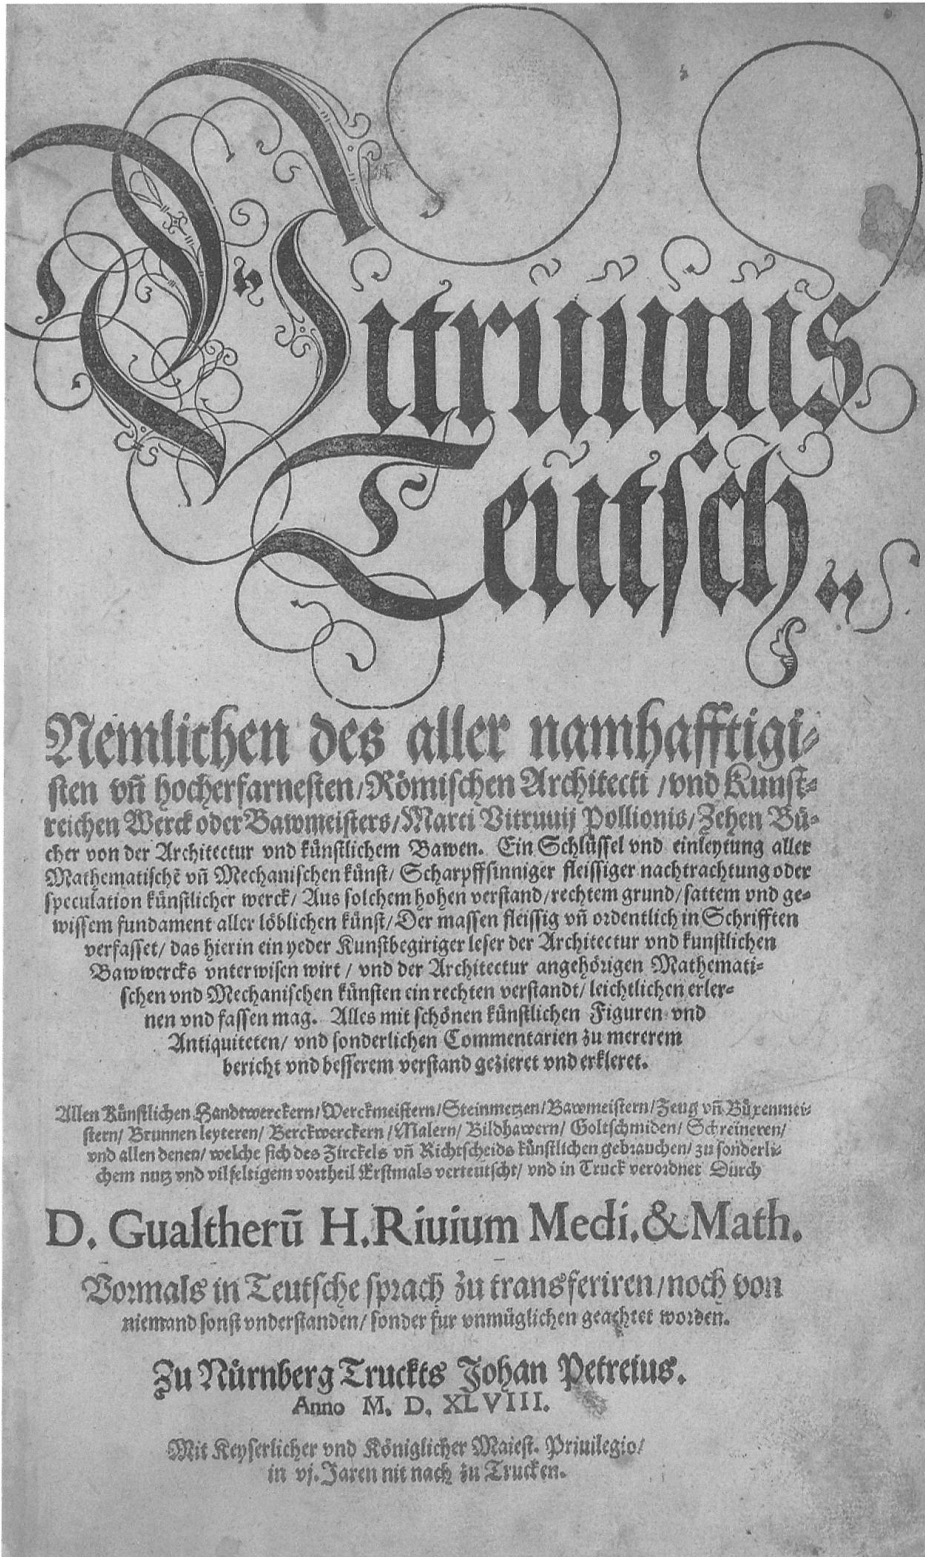 Vitruuius
Teutsch..
Nemlichen des aller namhafftigi⸗
sten vn̄ hocherfarnesten/ Römischen Architecti / vnd Kunst⸗
reichen Werck oder Bawmeisters/ Marci Vitruuij Pollionis/ Zehen Bü⸗
cher von der Architectur vnd künstlichem Bawen. Ein Schlüssel vnd einleytung aller
Mathematischē vn̄ Mechanischen künst/ Scharpffsinniger fleissiger nachtrachtung oder
speculation künstlicher werck/ Aus solchem hohen verstand/ rechtem grund/ sattem vnd ge⸗
wissem fundament aller löblichen künst/ Der massen fleissig vn̄ ordentlich in Schrifften
verfasset/ das hierin ein yeder Kunstbegiriger leser der Architectur vnd kunstlichen
Bawwercks vnterwisen wirt / vnd der Architectur angehörigen Mathemati⸗
schen vnd Mechanischen künsten ein rechten verstandt/ leichtlichen erler⸗
nen vnd fassen mag. Alles mit schönen künstlichen Figuren vnd
Antiquiteten/ vnd sonderlichen Commentarien zu mererem
bericht vnd besserem verstand gezieret vnd erkleret.
Allen Künstlichen Handtwerckern/ Werckmeistern/ Steinmetzen/ Bawmeistern/ Zeug vn̄ Büxenmei⸗
stern/ Brunnen leyteren/ Berckwerckern/ Malern/ Bildhawern/ Goltschmiden/ Schreineren/
vnd allen denen/ welche sich des Zirckels vn̄ Richtscheids künstlichen gebrauchen/ zu sonderli⸗
chem nutz vnd vilfeltigem vortheil Erstmals verteutscht/ vnd in Truck verordnet Durch
D. Gualtherū H. Riuium Medi. & Math.
Vormals in Teutsche sprach zu transferiren/ noch von
niemand sonst vnderstanden/ sonder fur vnmüglichen geachtet worden.
Zu Nürnberg Truckts Johan Petreius.
Anno M. D. XLVIII.
Mit Keyserlicher vnd Königlicher Maiest. Priuilegio/
in vj. Jaren nit nach zu Trucken.